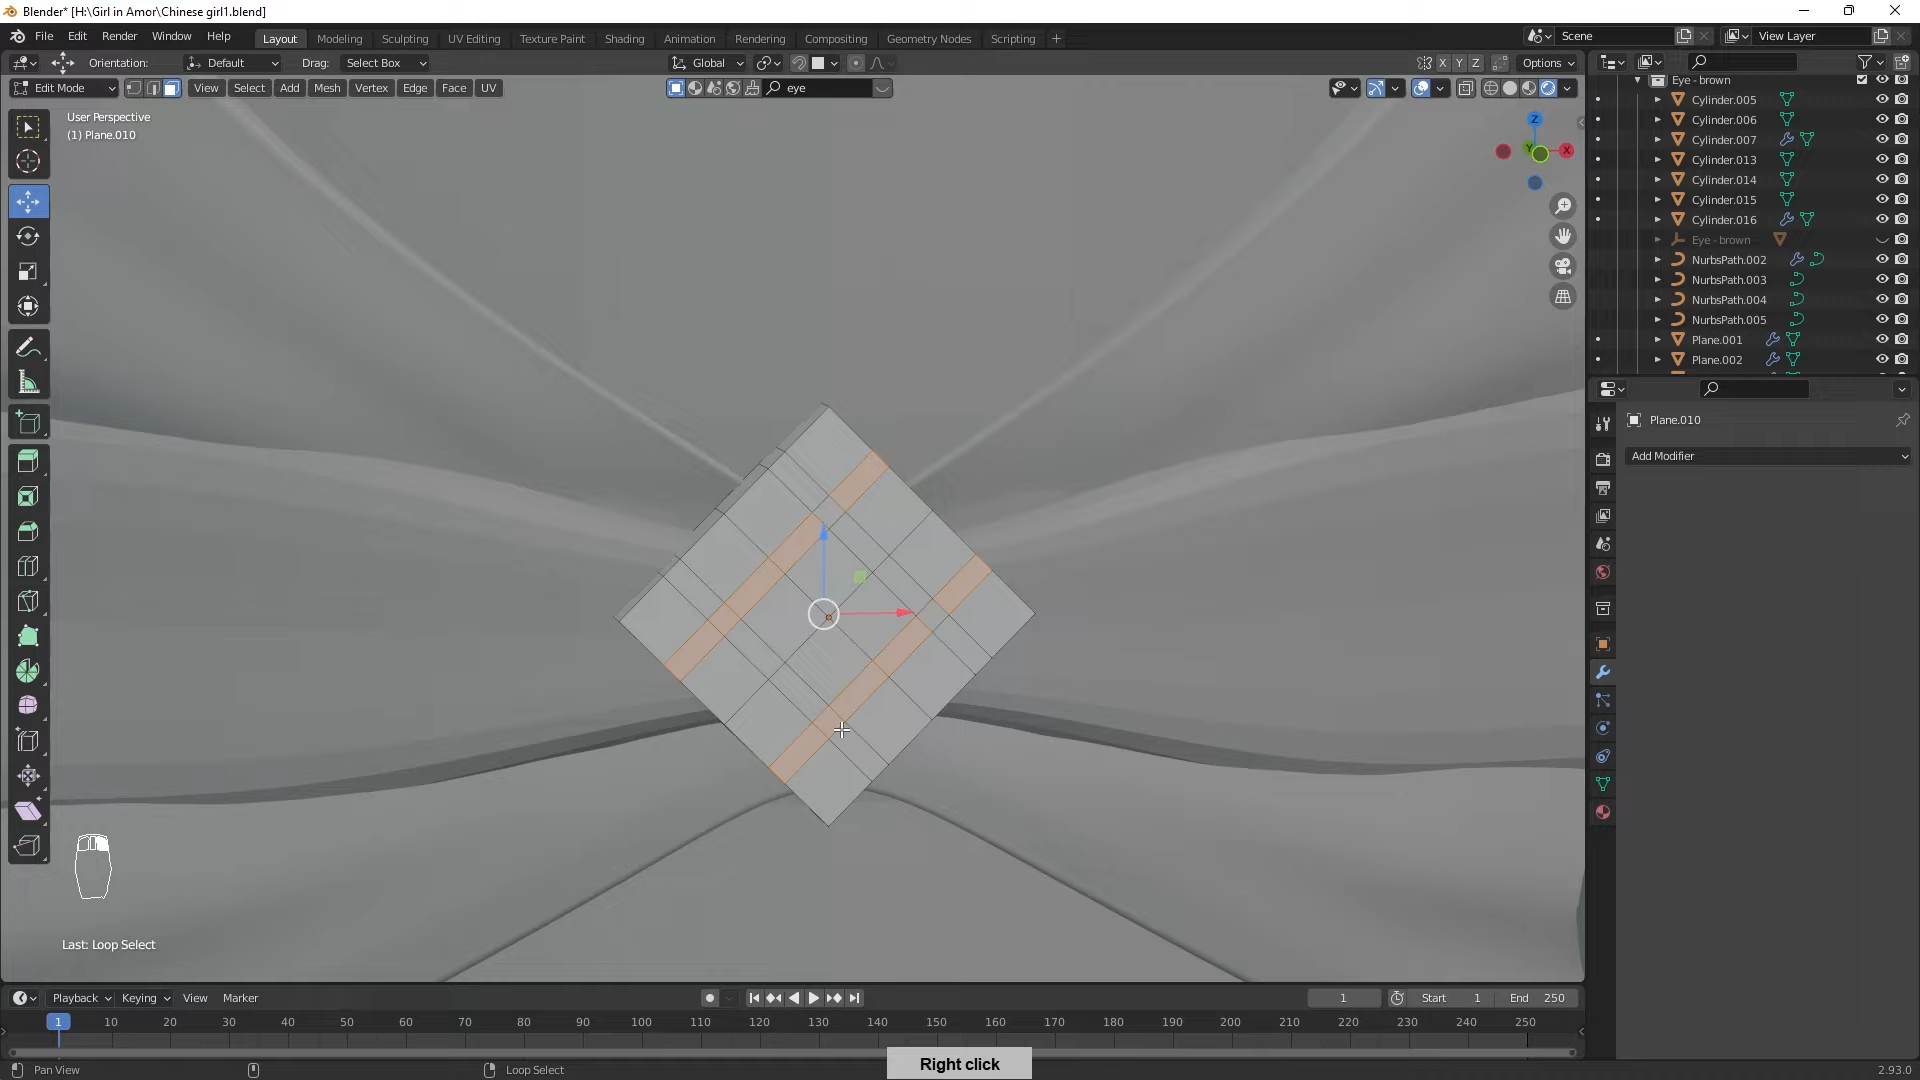 Blender* [H:\Girl in Amor\Chinese girl1.blend]
File Edit Render Window Help
Layout Modeling Sculpting UV Editing Texture Paint Shading Animation Rendering Compositing Geometry Nodes Scripting +
Scene
View Layer
Orientation: Default Drag: Select Box
Global
X Y Z Options
Edit Mode View Select Add Mesh Vertex Edge Face UV
eye
User Perspective
(1) Plane.010
Z
Y
X
Eye - brown
Cylinder.005
Cylinder.006
Cylinder.007
Cylinder.013
Cylinder.014
Cylinder.015
Cylinder.016
Eye - brown
NurbsPath.002
NurbsPath.003
NurbsPath.004
NurbsPath.005
Plane.001
Plane.002
Plane.010
Add Modifier
Last: Loop Select
Playback Keying View Marker
1 Start 1 End 250
1 10 20 30 40 50 60 70 80 90 100 110 120 130 140 150 160 170 180 190 200 210 220 230 240 250
Right click
Pan View
Loop Select
2.93.0